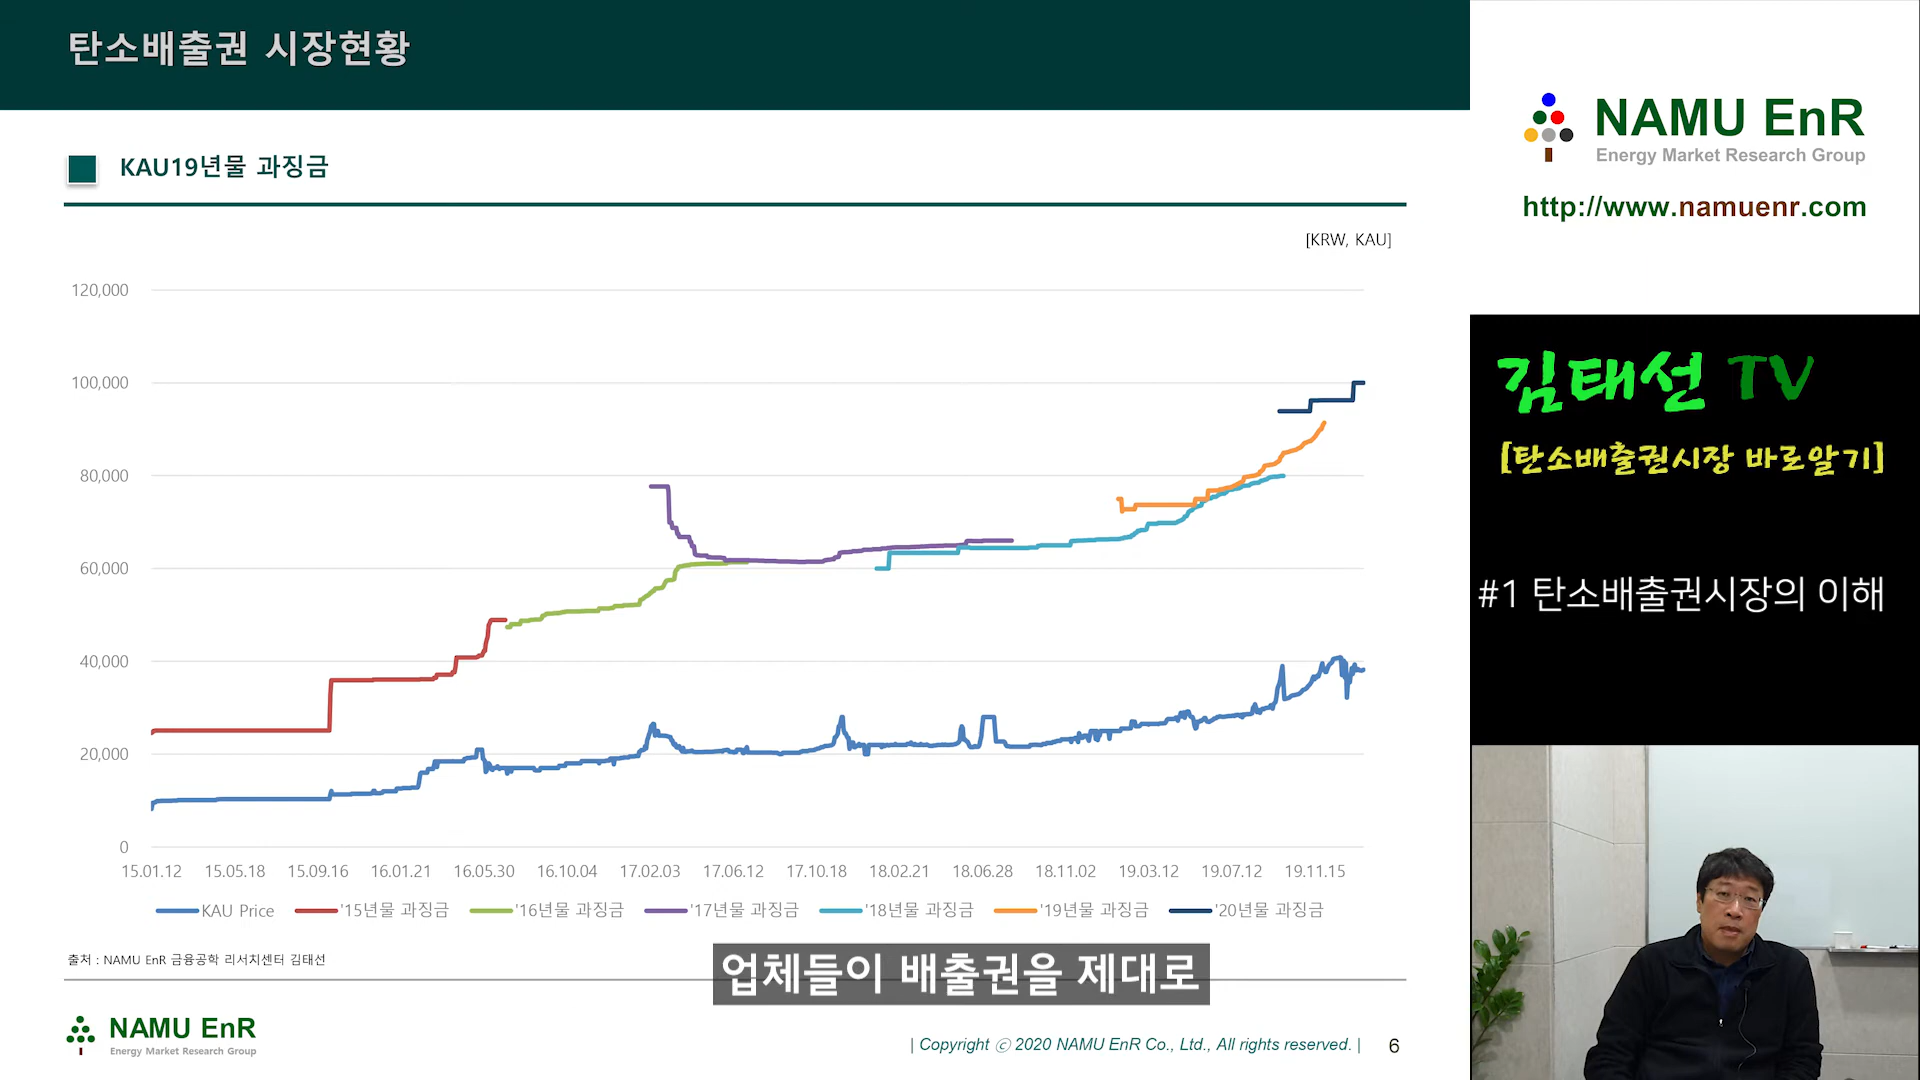 탄소배출권 시장현황
KAU19년물 과징금
[KRW, KAU]
120,000
100,000
80,000
60,000
40,000
20,000
0
15.01.12 15.05.18 15.09.16 16.01.21 16.05.30 16.10.04 17.02.03 17.06.12 17.10.18 18.02.21 18.06.28 18.11.02 19.03.12 19.07.12 19.11.15
KAU Price '15년물 과징금 '16년물 과징금 '17년물 과징금 '18년물 과징금 '19년물 과징금 '20년물 과징금
출처 : NAMU EnR 금융공학 리서치센터 김태선
업체들이 배출권을 제대로
NAMU EnR
Energy Market Research Group
| Copyright ⓒ 2020 NAMU EnR Co., Ltd., All rights reserved. | 6
NAMU EnR
Energy Market Research Group
http://www.namuenr.com
김태선 TV
[탄소배출권시장 바로알기]
#1 탄소배출권시장의 이해